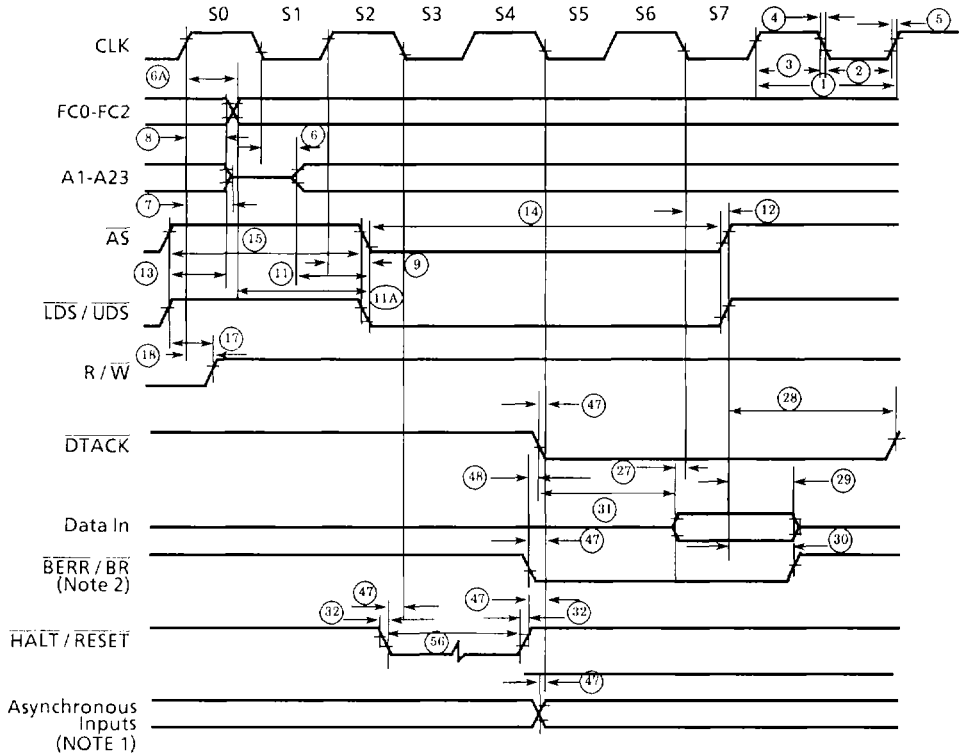 S0 S1 S2 S3 S4 S5 S6 S7
CLK
4
5
3
2
1
6A
FC0-FC2
8
6
A1-A23
7
14
12
AS
15
13
11
9
11A
LDS / UDS
17
18
R / W
28
47
DTACK
48
27
29
31
Data In
47
30
BERR / BR
(Note 2)
47
47
32
32
HALT / RESET
56
47
Asynchronous
Inputs
(NOTE 1)